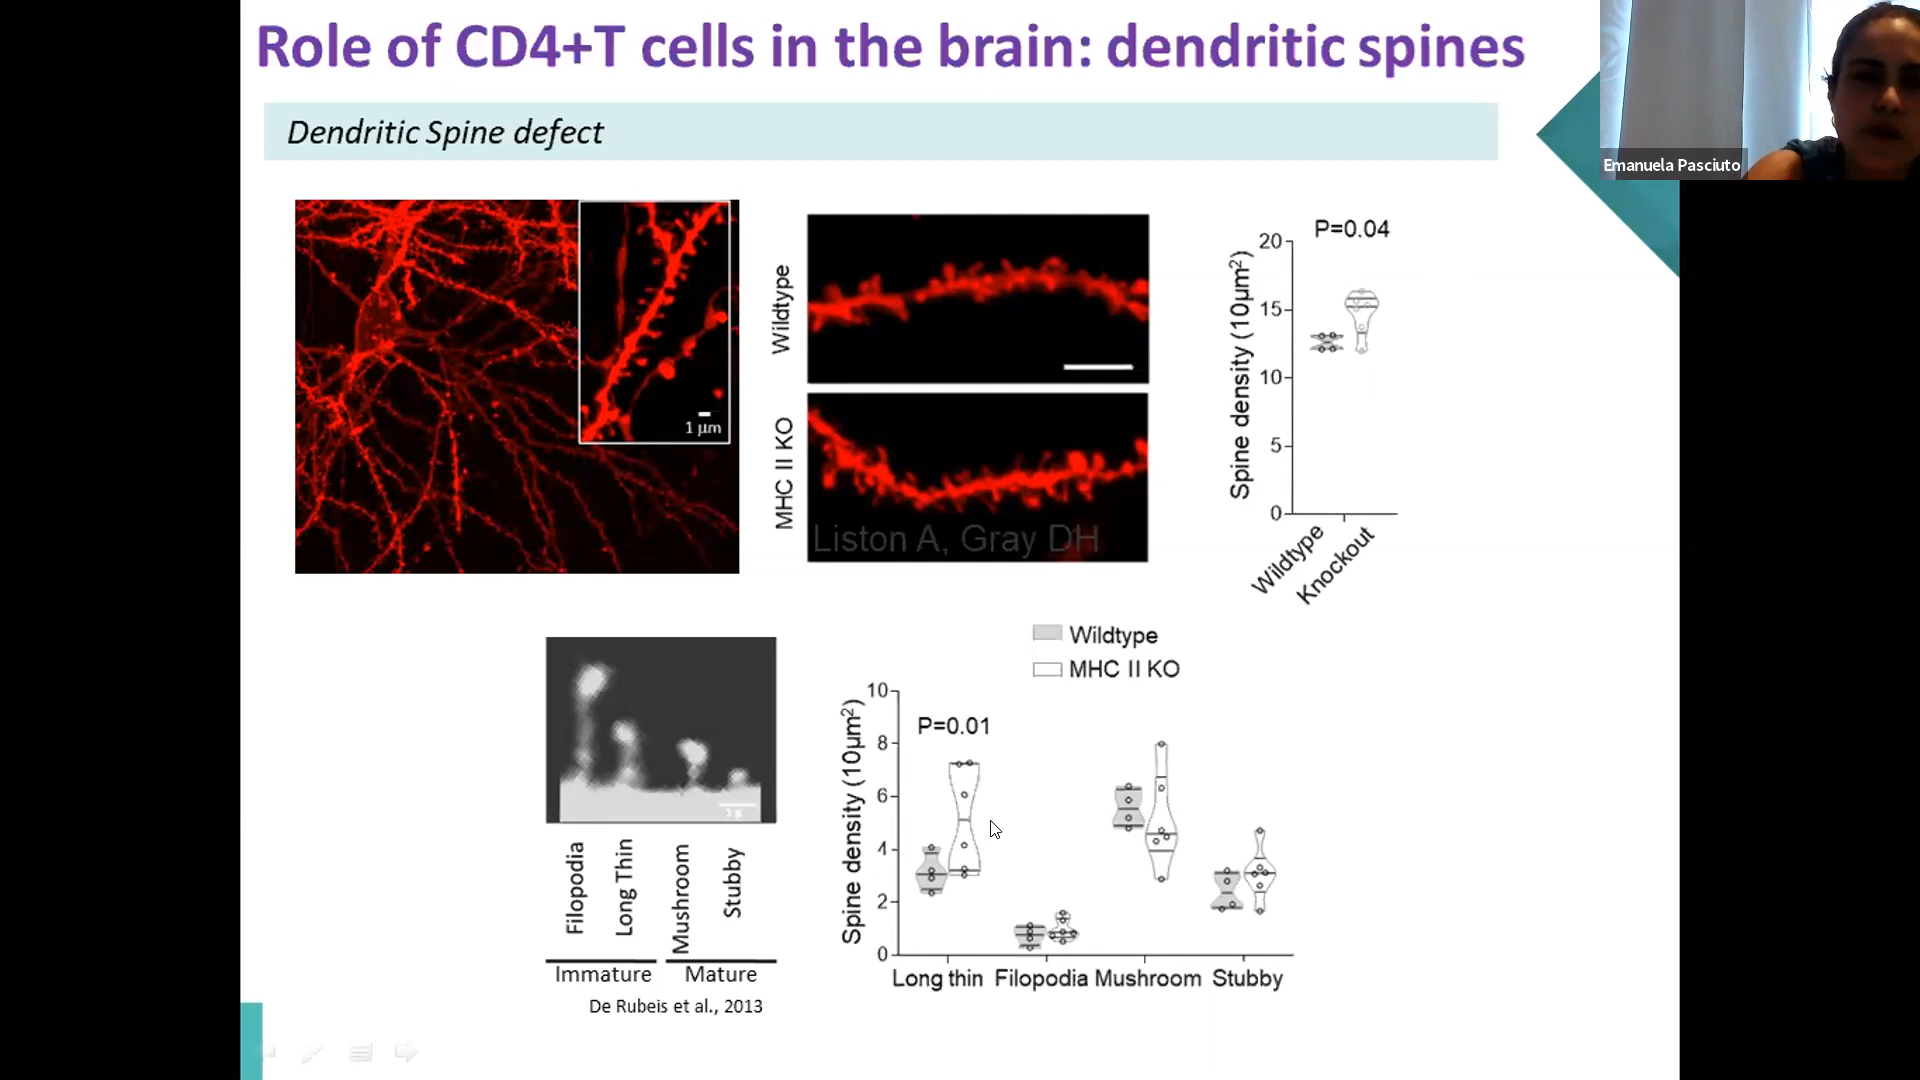 Role of CD4+T cells in the brain: dendritic spines
Dendritic Spine defect
Emanuela Pasciuto
1 µm
Wildtype
MHC II KO
Liston A, Gray DH
P=0.04
Spine density (10µm²)
20
15
10
5
0
Wildtype
Knockout
Filopodia
Long Thin
Mushroom
Stubby
Immature
Mature
De Rubeis et al., 2013
Wildtype
MHC II KO
P=0.01
Spine density (10µm²)
10
8
6
4
2
0
Long thin
Filopodia
Mushroom
Stubby